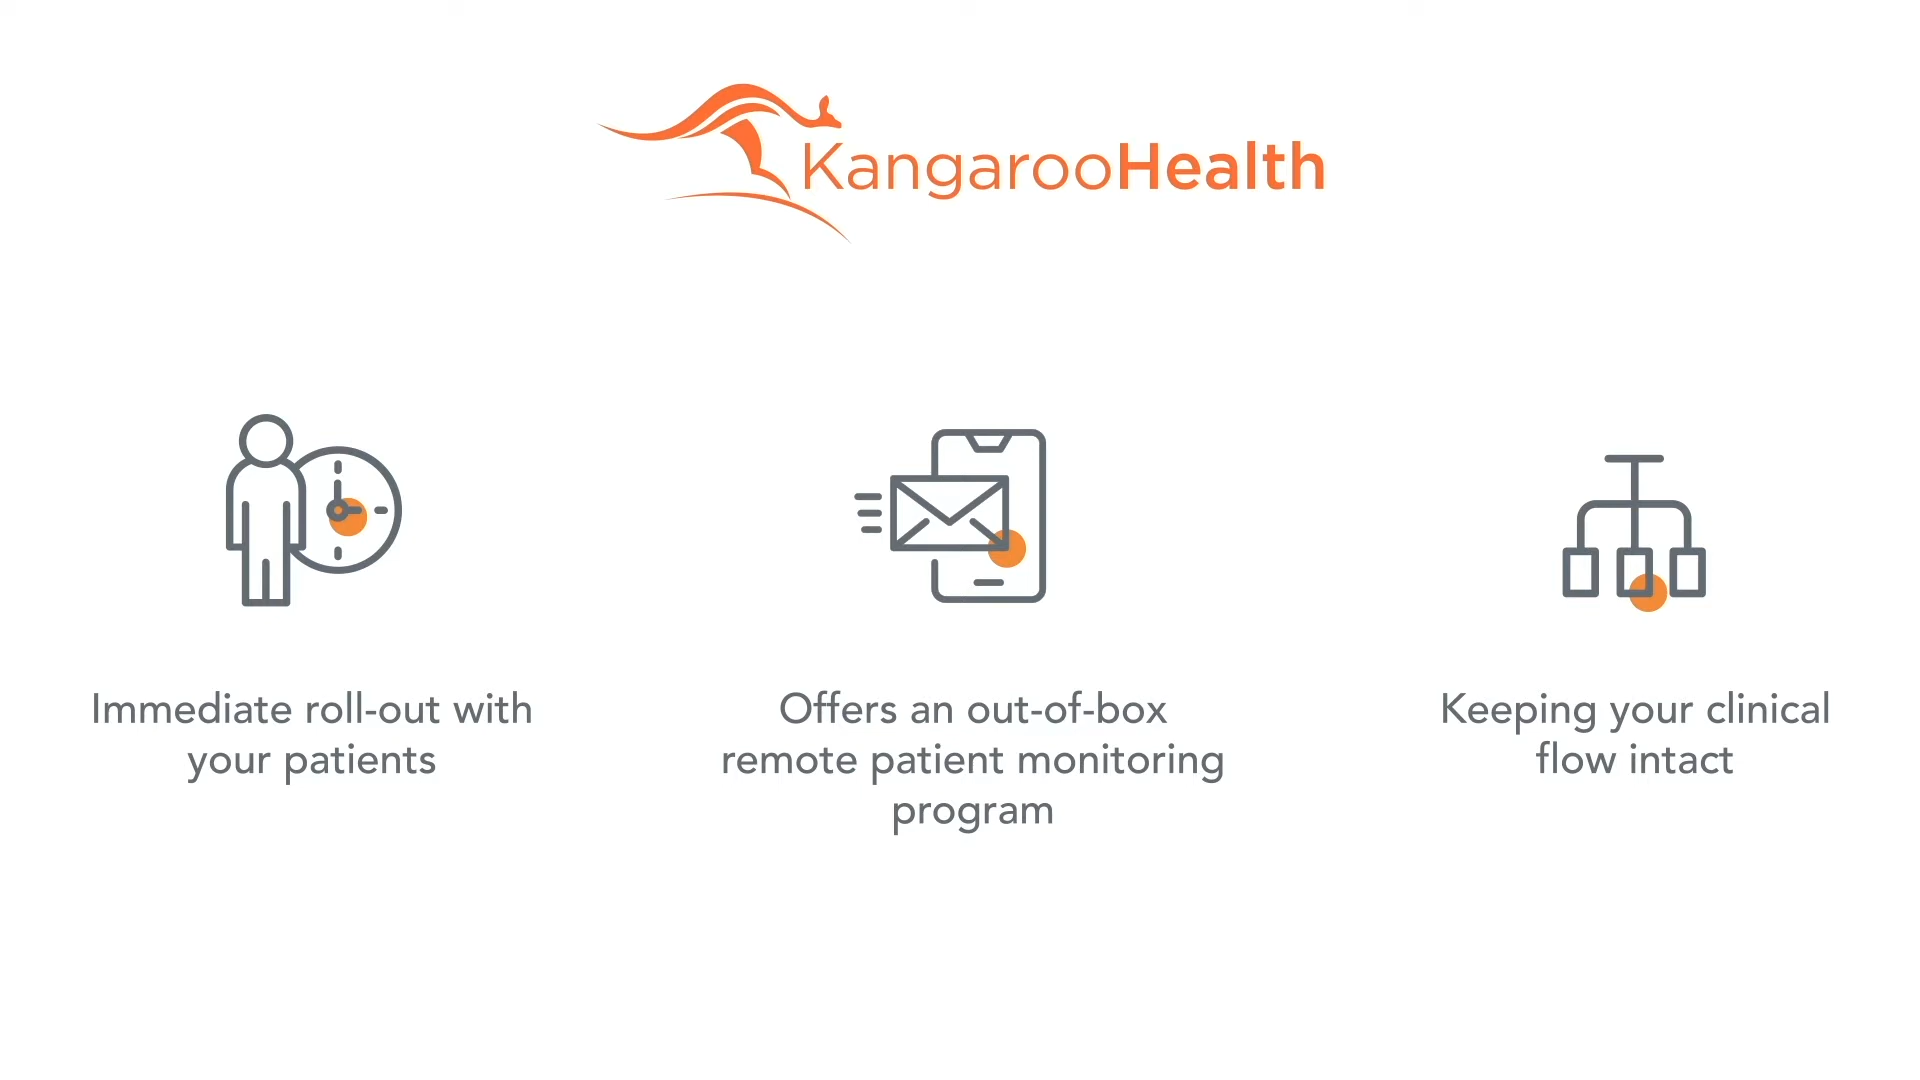 KangarooHealth
Immediate roll-out with
your patients
Offers an out-of-box
remote patient monitoring
program
Keeping your clinical
flow intact